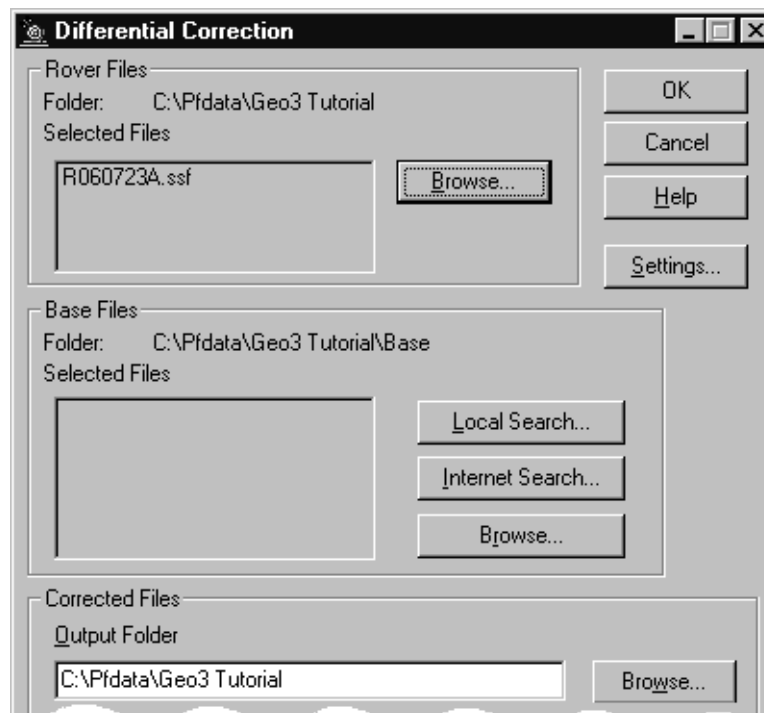 Differential Correction
Rover Files
Folder: C:\Pfdata\Geo3 Tutorial
Selected Files
R060723A.ssf
Browse...
OK
Cancel
Help
Settings...
Base Files
Folder: C:\Pfdata\Geo3 Tutorial\Base
Selected Files
Local Search...
Internet Search...
Browse...
Corrected Files
Output Folder
C:\Pfdata\Geo3 Tutorial
Browse...